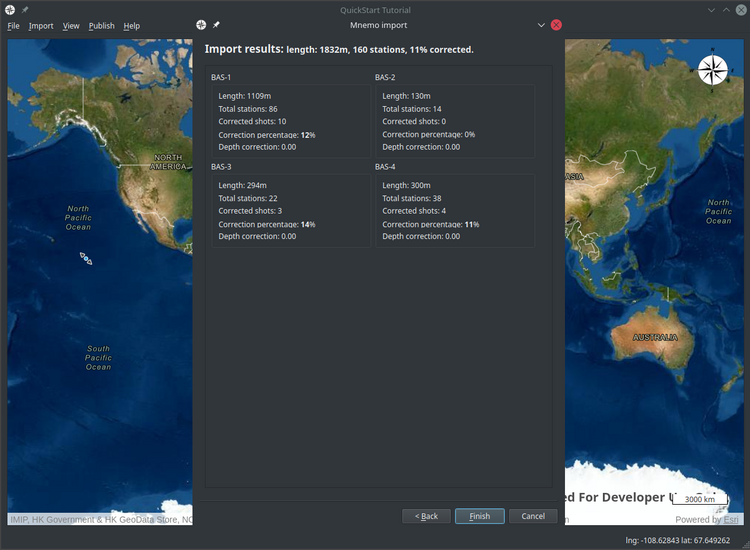 QuickStart Tutorial
File Import View Publish Help
Mnemo import
Import results: length: 1832m, 160 stations, 11% corrected.
BAS-1
Length: 1109m
Total stations: 86
Corrected shots: 10
Correction percentage: 12%
Depth correction: 0.00
BAS-2
Length: 130m
Total stations: 14
Corrected shots: 0
Correction percentage: 0%
Depth correction: 0.00
BAS-3
Length: 294m
Total stations: 22
Corrected shots: 3
Correction percentage: 14%
Depth correction: 0.00
BAS-4
Length: 300m
Total stations: 38
Corrected shots: 4
Correction percentage: 11%
Depth correction: 0.00
NORTH
AMERICA
North
Pacific
Ocean
South
Pacific
Ocean
ASIA
North
Pacific
Ocean
AUSTRALIA
N
ed For Developer U
3000 km
IMIP, HK Government & HK GeoData Store, NO
Powered by Esri
< Back Finish Cancel
lng: -108.62843 lat: 67.649262